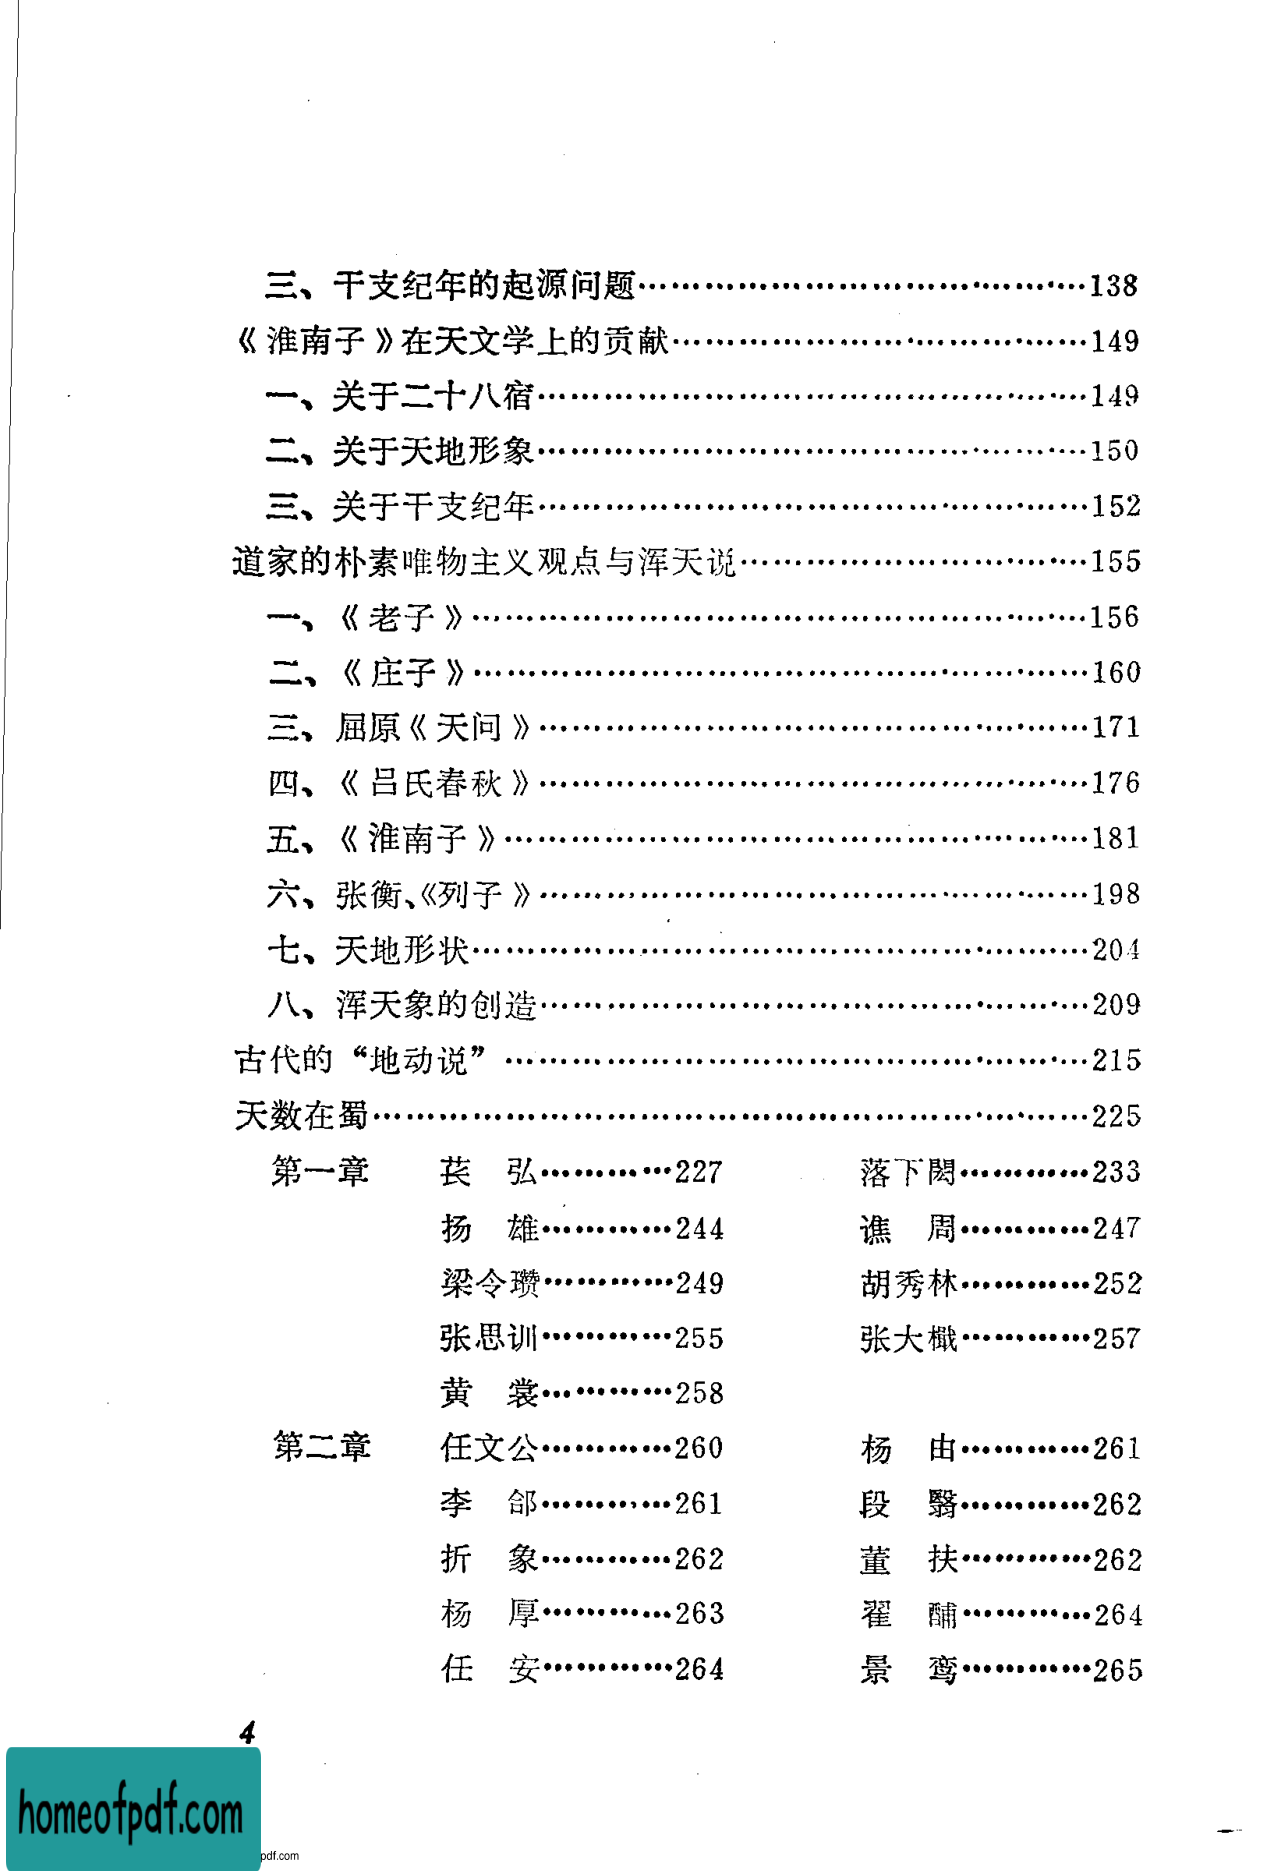 三、干支纪年的起源问题……………………………………138
《淮南子》在天文学上的贡献……………………………………149
一、关于二十八宿……………………………………………149
二、关于天地形象……………………………………………150
三、关于干支纪年……………………………………………152
道家的朴素唯物主义观点与浑天说……………………………155
一、《老子》…………………………………………………156
二、《庄子》…………………………………………………160
三、屈原《天问》……………………………………………171
四、《吕氏春秋》……………………………………………176
五、《淮南子》………………………………………………181
六、张衡、《列子》…………………………………………198
七、天地形状…………………………………………………204
八、浑天象的创造……………………………………………209
古代的“地动说”………………………………………………215
天数在蜀…………………………………………………………225
第一章 苌 弘…………227 落下闳…………233
扬 雄…………244 谯 周…………247
梁令瓒…………249 胡秀林…………252
张思训…………255 张大檝…………257
黄 裳…………258
第二章 任文公…………260 杨 由…………261
李 郃…………261 段 翳…………262
折 象…………262 董 扶…………262
杨 厚…………263 翟 酺…………264
任 安…………264 景 鸾…………265
4
homeofpdf.com
pdf.com